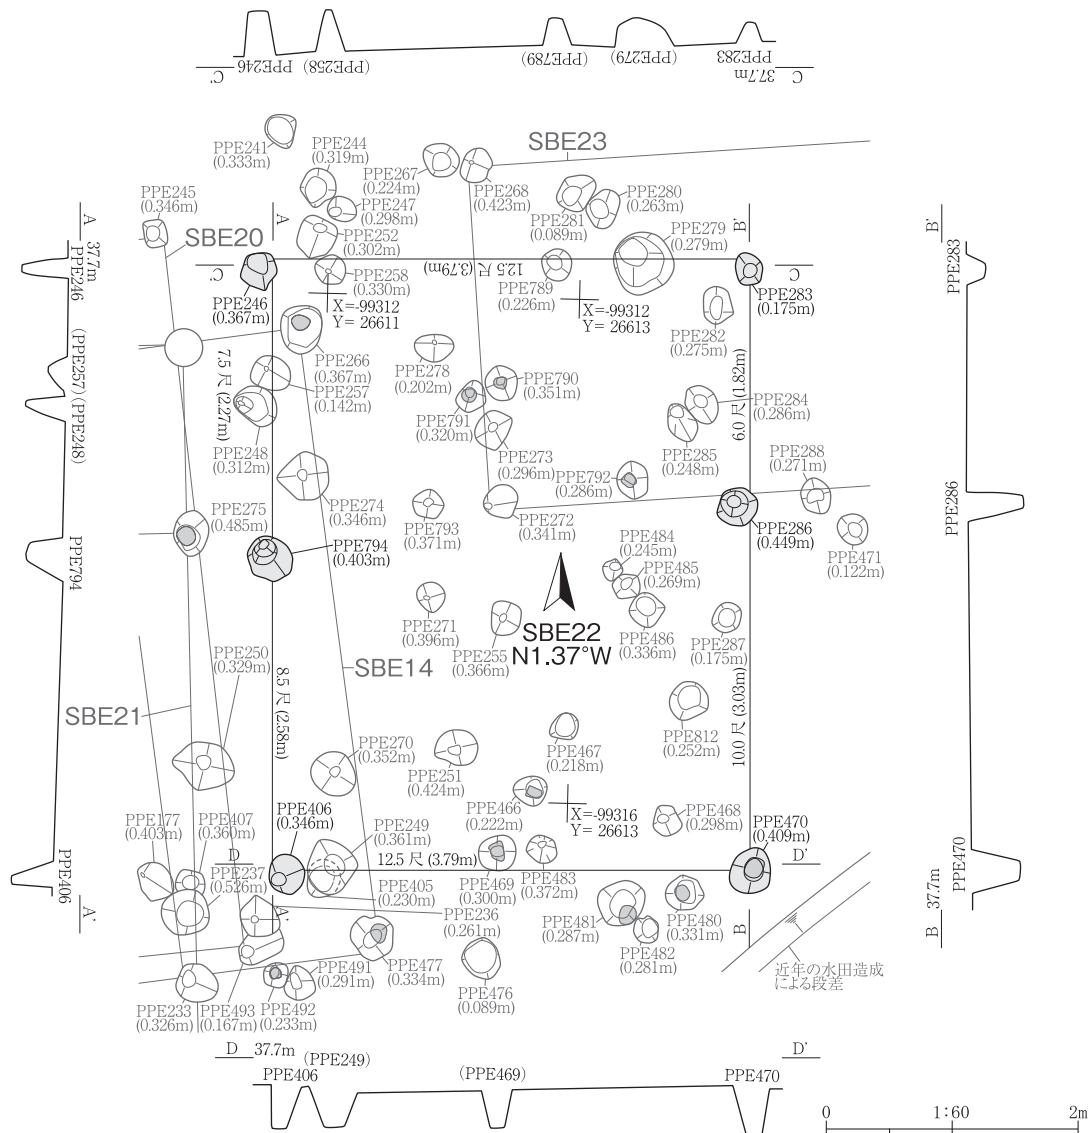 C'
PPE246
(PPE258)
(PPE789)
(PPE279)
PPE283
37.7m
C
PPE241
(0.333m)
PPE244
(0.319m)
PPE267
(0.224m)
SBE23
PPE245
(0.346m)
PPE247
(0.298m)
PPE268
(0.423m)
PPE281
(0.089m)
PPE280
(0.263m)
A
37.7m
PPE246
SBE20
A
PPE252
(0.302m)
PPE279
(0.279m)
B'
B'
PPE283
C'
12.5 尺 (3.79m)
C
PPE246
(0.367m)
PPE258
(0.330m)
PPE789
(0.226m)
PPE283
(0.175m)
X=-99312
Y= 26611
X=-99312
Y= 26613
PPE282
(0.275m)
(PPE257)
(PPE248)
7.5 尺 (2.27m)
PPE266
(0.367m)
PPE257
(0.142m)
PPE278
(0.202m)
PPE790
(0.351m)
6.0 尺 (1.82m)
PPE791
(0.320m)
PPE284
(0.286m)
PPE248
(0.312m)
PPE273
(0.296m)
PPE285
(0.248m)
PPE288
(0.271m)
PPE792
(0.286m)
PPE275
(0.485m)
PPE274
(0.346m)
PPE793
(0.371m)
PPE272
(0.341m)
PPE286
(0.449m)
PPE286
PPE471
(0.122m)
PPE794
PPE794
(0.403m)
PPE484
(0.245m)
PPE485
(0.269m)
PPE271
(0.396m)
PPE255
(0.366m)
SBE22
N1.37°W
PPE486
(0.336m)
PPE287
(0.175m)
PPE250
(0.329m)
8.5 尺 (2.58m)
SBE14
SBE21
10.0 尺 (3.03m)
PPE270
(0.352m)
PPE251
(0.424m)
PPE467
(0.218m)
PPE812
(0.252m)
PPE466
(0.222m)
X=-99316
Y= 26613
PPE468
(0.298m)
PPE177
(0.403m)
PPE407
(0.360m)
PPE406
(0.346m)
PPE249
(0.361m)
PPE470
(0.409m)
PPE406
A'
D
PPE237
(0.526m)
12.5 尺 (3.79m)
D'
PPE470
37.7m
B
PPE405
(0.230m)
PPE469
(0.300m)
PPE483
(0.372m)
A'
PPE236
(0.261m)
PPE481
(0.287m)
PPE480
(0.331m)
B
PPE482
(0.281m)
PPE491
(0.291m)
PPE477
(0.334m)
PPE476
(0.089m)
近年の水田造成
による段差
PPE233
(0.326m)
PPE493
(0.167m)
PPE492
(0.233m)
D
37.7m
D'
PPE406
(PPE249)
(PPE469)
PPE470
0
1:60
2m